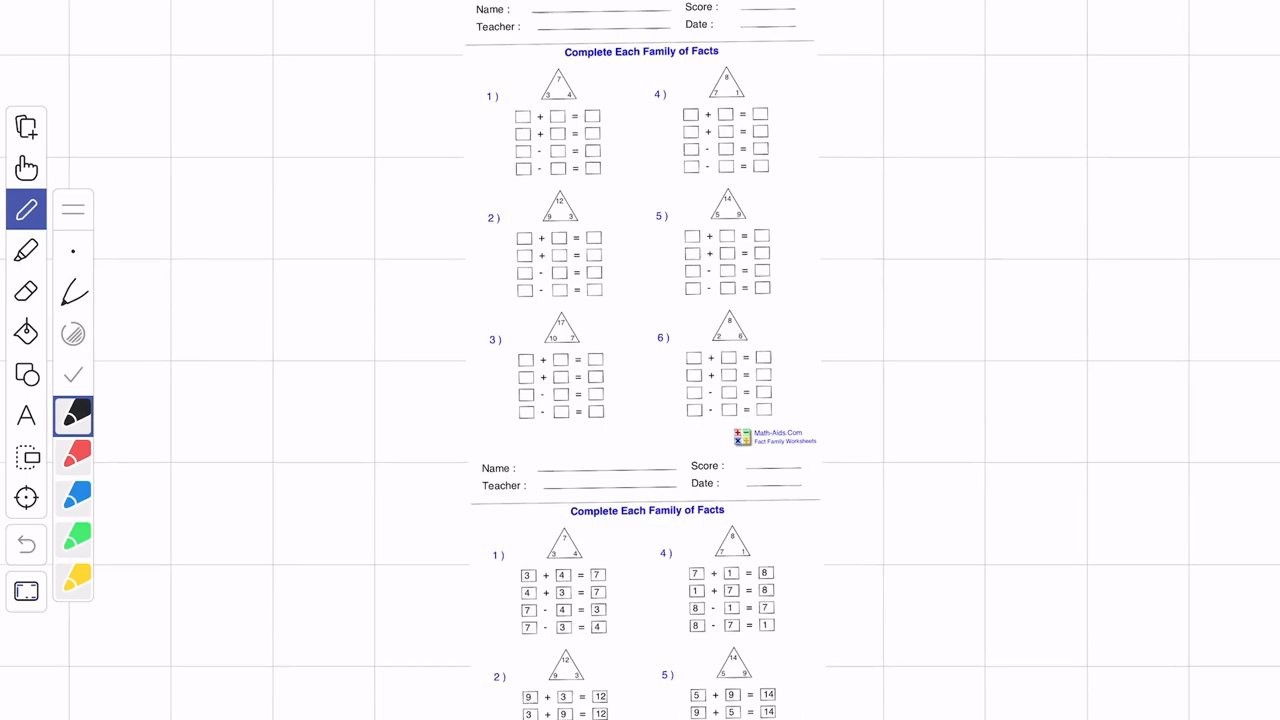 Name : Score :
Teacher : Date :
Complete Each Family of Facts
1 )
7
3 4
+ =
+ =
- =
- =
4 )
8
7 1
+ =
+ =
- =
- =
2 )
12
9 3
+ =
+ =
- =
- =
5 )
14
5 9
+ =
+ =
- =
- =
3 )
17
10 7
+ =
+ =
- =
- =
6 )
8
2 6
+ =
+ =
- =
- =
Math-Aids.Com
Fact Family Worksheets
Name : Score :
Teacher : Date :
Complete Each Family of Facts
1 )
7
3 4
3 + 4 = 7
4 + 3 = 7
7 - 4 = 3
7 - 3 = 4
4 )
8
7 1
7 + 1 = 8
1 + 7 = 8
8 - 1 = 7
8 - 7 = 1
2 )
12
9 3
9 + 3 = 12
3 + 9 = 12
5 )
14
5 9
5 + 9 = 14
9 + 5 = 14